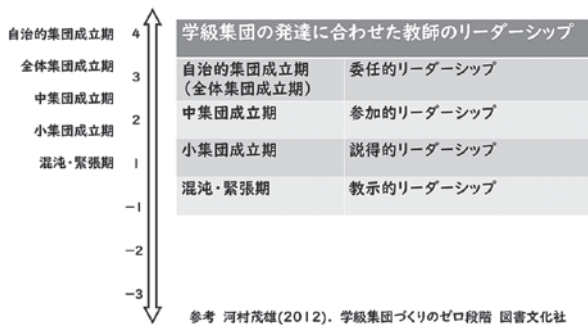 自治的集団成立期
全体集団成立期
中集団成立期
小集団成立期
混沌・緊張期
4
3
2
1
-1
-2
-3
学級集団の発達に合わせた教師のリーダーシップ
自治的集団成立期 委任的リーダーシップ
(全体集団成立期)
中集団成立期 参加的リーダーシップ
小集団成立期 説得的リーダーシップ
混沌・緊張期 教示的リーダーシップ
参考 河村茂雄(2012). 学級集団づくりのゼロ段階 図書文化社